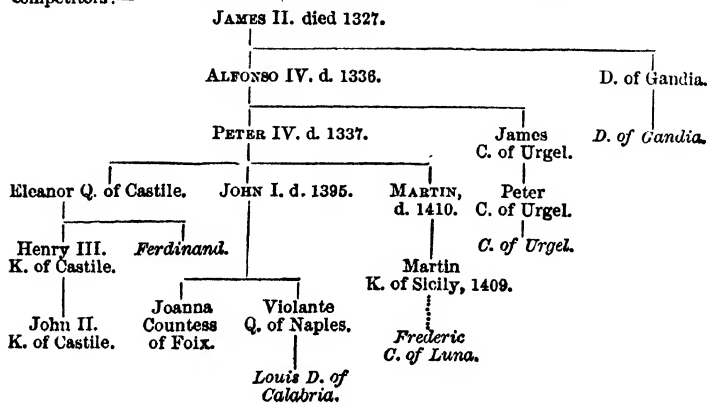 competitors:—
JAMES II. died 1327.
ALFONSO IV. d. 1336. D. of Gandia.
PETER IV. d. 1337. James D. of Gandia.
C. of Urgel.
Eleanor Q. of Castile. JOHN I. d. 1395. MARTIN, Peter
d. 1410. C. of Urgel.
Henry III. Ferdinand. C. of Urgel.
K. of Castile. Martin
K. of Sicily, 1409.
John II. Joanna Violante
K. of Castile. Countess Q. of Naples.
of Foix. Frederic
C. of Luna.
Louis D. of
Calabria.